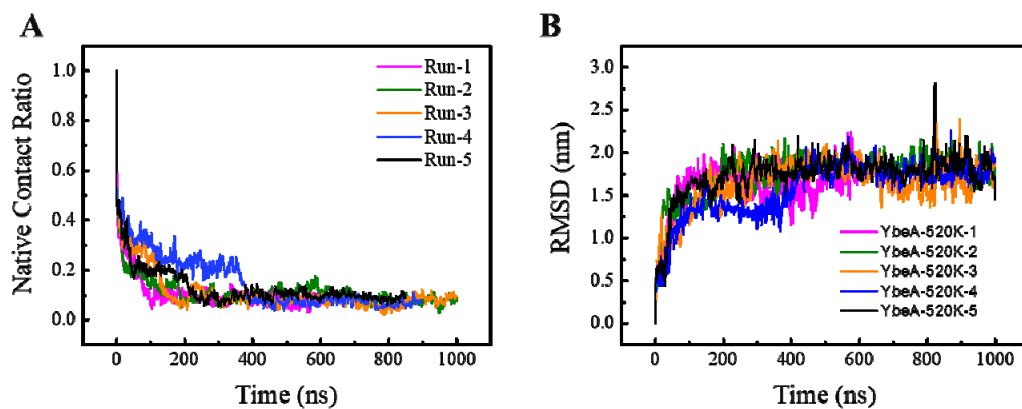 A
Native Contact Ratio
1.0
0.8
0.6
0.4
0.2
0.0
Run-1
Run-2
Run-3
Run-4
Run-5
0
200
400
600
800
1000
Time (ns)
B
RMSD (nm)
3.0
2.5
2.0
1.5
1.0
0.5
0.0
YbeA-520K-1
YbeA-520K-2
YbeA-520K-3
YbeA-520K-4
YbeA-520K-5
0
200
400
600
800
1000
Time (ns)